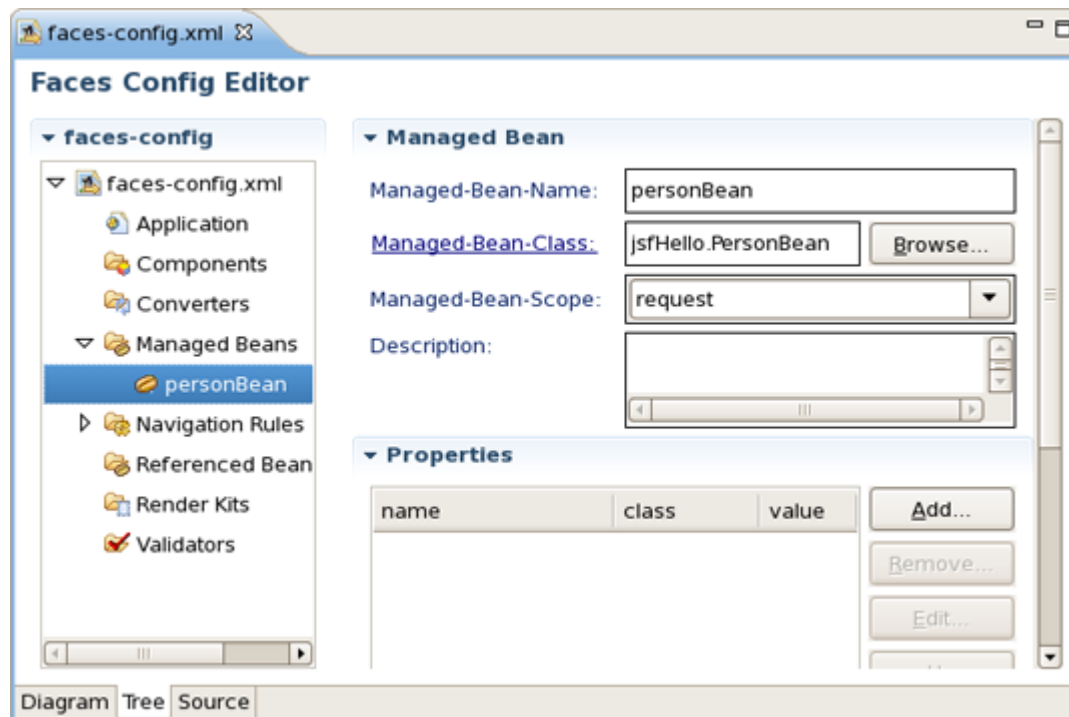 faces-config.xml
Faces Config Editor
faces-config
faces-config.xml
Application
Components
Converters
Managed Beans
personBean
Navigation Rules
Referenced Bean
Render Kits
Validators
Managed Bean
Managed-Bean-Name: personBean
Managed-Bean-Class: jsfHello.PersonBean Browse...
Managed-Bean-Scope: request
Description:
Properties
name class value
Add...
Remove...
Edit...
Diagram Tree Source